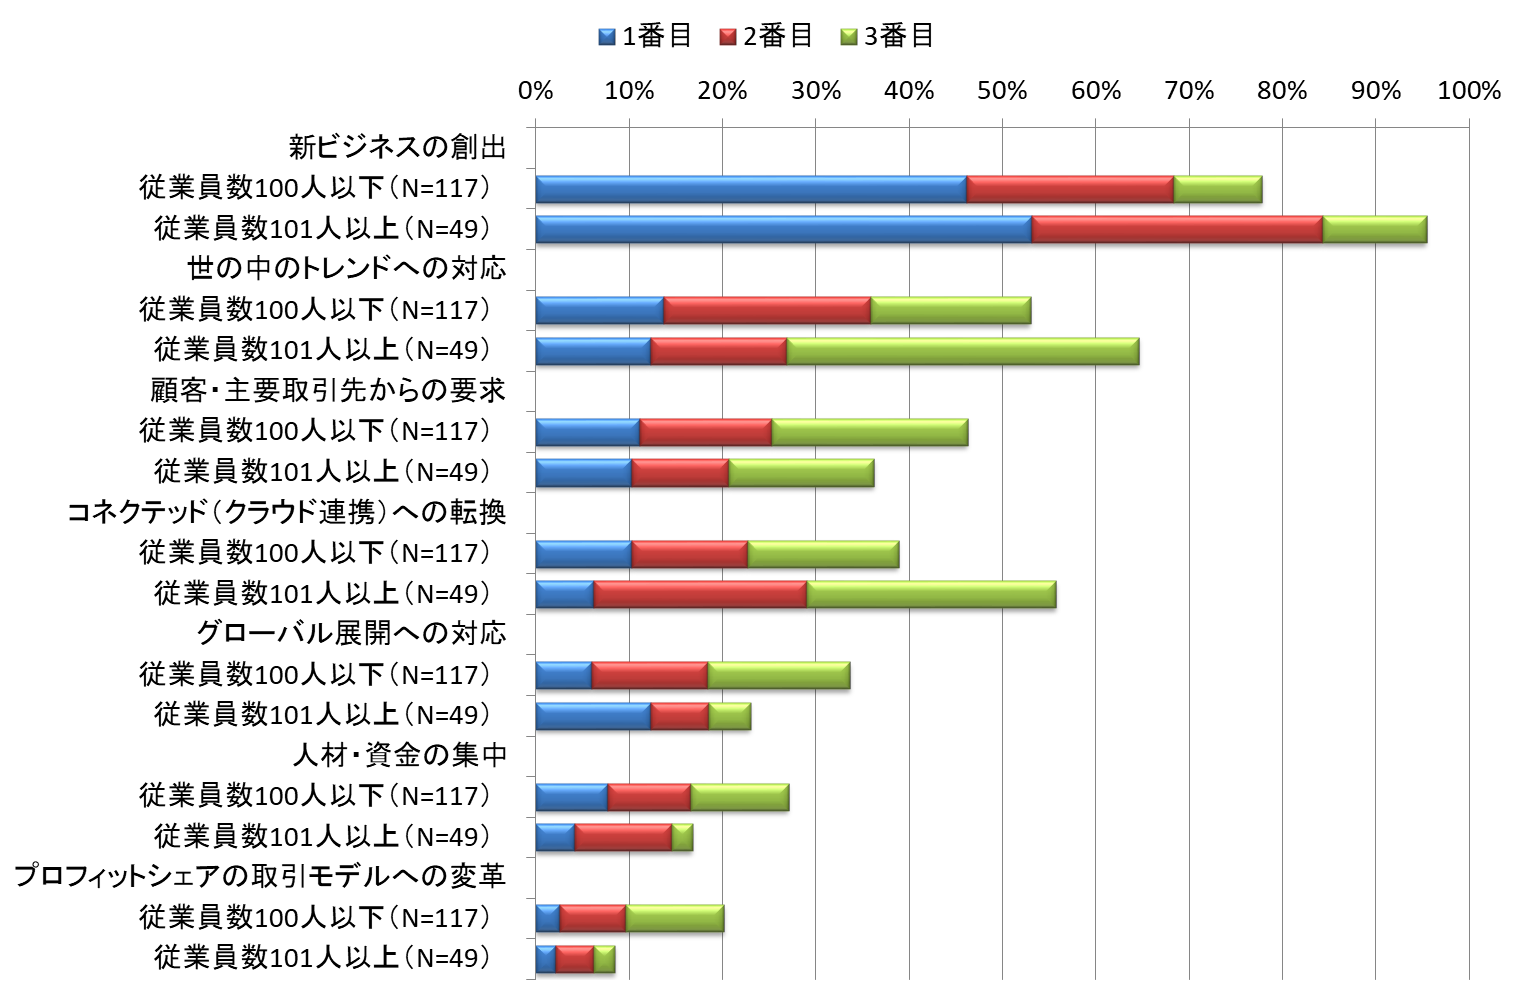 1番目 2番目 3番目
0% 10% 20% 30% 40% 50% 60% 70% 80% 90% 100%
新ビジネスの創出
従業員数100人以下（N=117）
従業員数101人以上（N=49）
世の中のトレンドへの対応
従業員数100人以下（N=117）
従業員数101人以上（N=49）
顧客・主要取引先からの要求
従業員数100人以下（N=117）
従業員数101人以上（N=49）
コネクテッド（クラウド連携）への転換
従業員数100人以下（N=117）
従業員数101人以上（N=49）
グローバル展開への対応
従業員数100人以下（N=117）
従業員数101人以上（N=49）
人材・資金の集中
従業員数100人以下（N=117）
従業員数101人以上（N=49）
プロフィットシェアの取引モデルへの変革
従業員数100人以下（N=117）
従業員数101人以上（N=49）